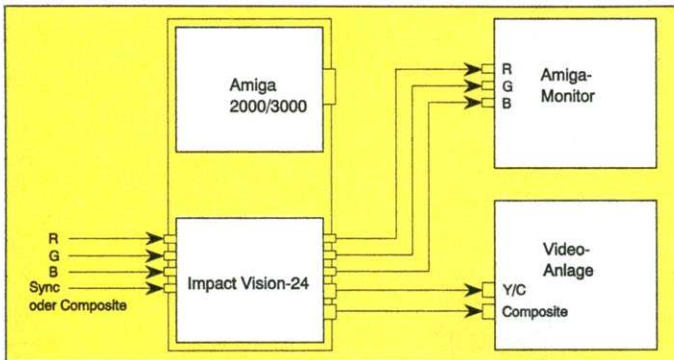 Amiga
2000/3000
R
G
B
Amiga-
Monitor
R
G
B
Sync
oder Composite
Impact Vision-24
Video-
Anlage
Y/C
Composite